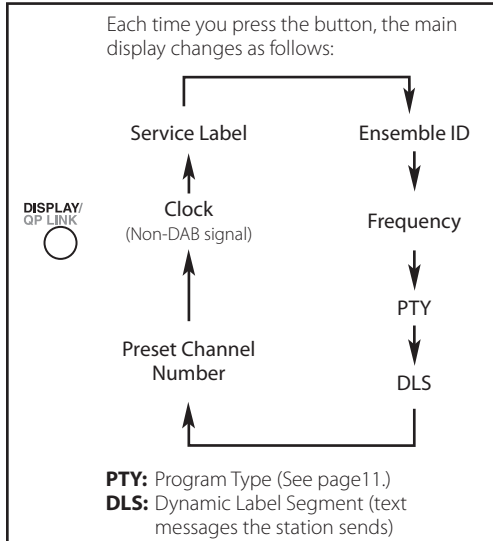 Each time you press the button, the main
display changes as follows:
Service Label
Ensemble ID
DISPLAY/
QP LINK
Clock
(Non-DAB signal)
Frequency
PTY
Preset Channel
Number
DLS
PTY: Program Type (See page11.)
DLS: Dynamic Label Segment (text
messages the station sends)